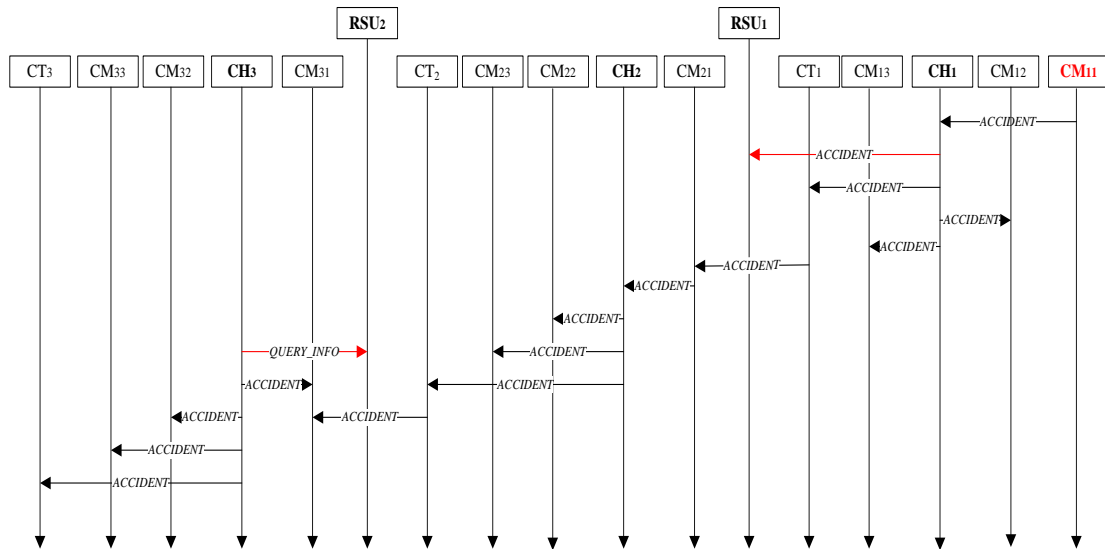 RSU2 RSU1
CT3 CM33 CM32 CH3 CM31 CT2 CM23 CM22 CH2 CM21 CT1 CM13 CH1 CM12 CM11
ACCIDENT
ACCIDENT
ACCIDENT
ACCIDENT
ACCIDENT
ACCIDENT
ACCIDENT
ACCIDENT
QUERY_INFO ACCIDENT
ACCIDENT ACCIDENT
ACCIDENT ACCIDENT
ACCIDENT
ACCIDENT